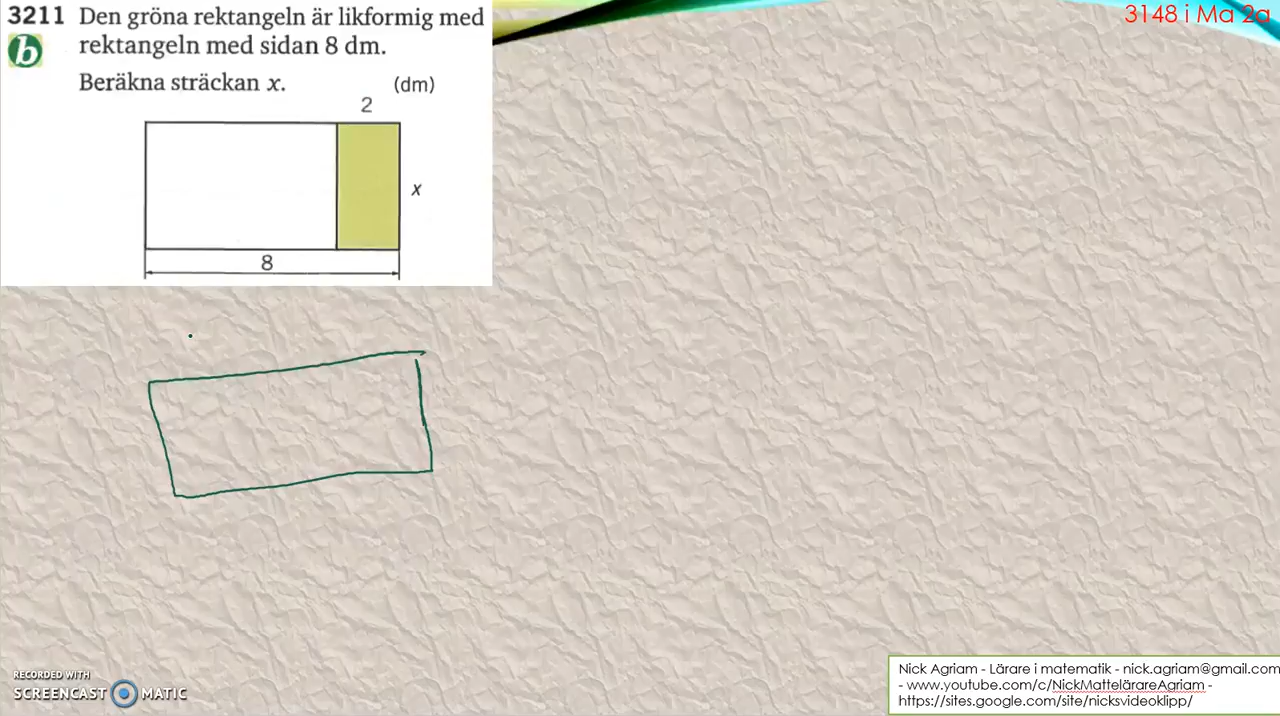 3148 i Ma 2a
3211 Den gröna rektangeln är likformig med
b rektangeln med sidan 8 dm.
Beräkna sträckan x. (dm)
2
x
8
RECORDED WITH
SCREENCAST MATIC
Nick Agriam - Lärare i matematik - nick.agriam@gmail.com
- www.youtube.com/c/NickMattelärareAgriam -
https://sites.google.com/site/nicksvideoklipp/